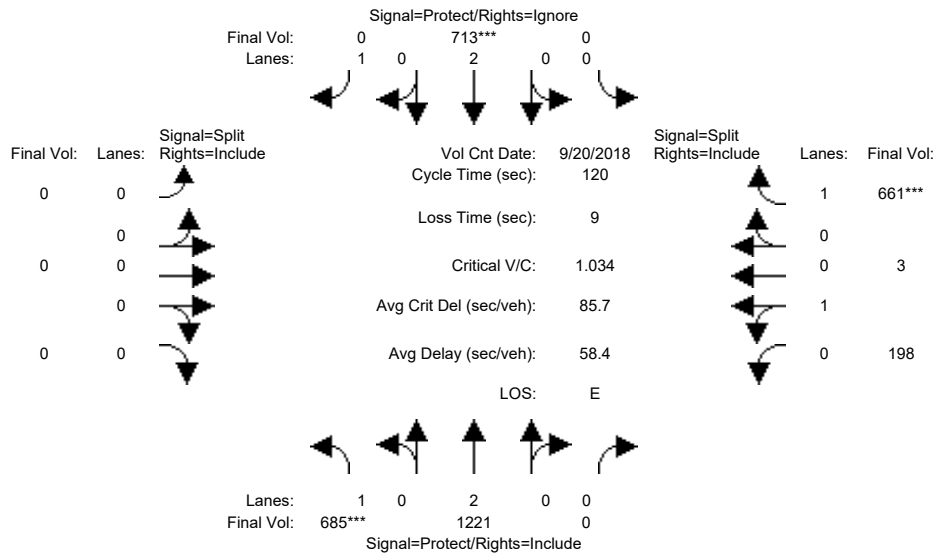 Signal=Protect/Rights=Ignore
Final Vol: 0 713*** 0
Lanes: 1 0 2 0 0
Signal=Split
Final Vol: Lanes: Rights=Include
Vol Cnt Date: 9/20/2018
Signal=Split
Rights=Include Lanes: Final Vol:
Cycle Time (sec): 120
0 0
1 661***
Loss Time (sec): 9
0
0
0 0
Critical V/C: 1.034
0 3
0
Avg Crit Del (sec/veh): 85.7
1
0 0
Avg Delay (sec/veh): 58.4
0 198
LOS: E
Lanes: 1 0 2 0 0
Final Vol: 685*** 1221 0
Signal=Protect/Rights=Include